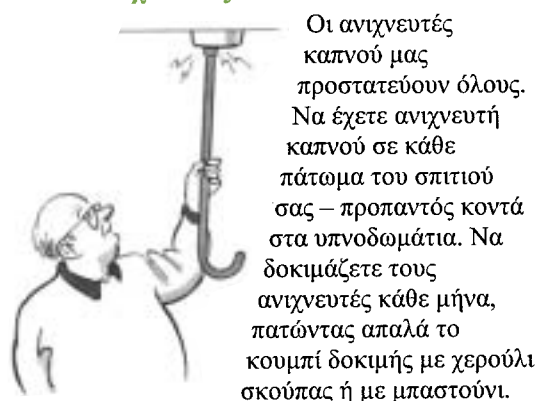 Οι ανιχνευτές
καπνού μας
προστατεύουν όλους.
Να έχετε ανιχνευτή
καπνού σε κάθε
πάτωμα του σπιτιού
σας – προπαντός κοντά
στα υπνοδωμάτια. Να
δοκιμάζετε τους
ανιχνευτές κάθε μήνα,
πατώντας απαλά το
κουμπί δοκιμής με χερούλι
σκούπας ή με μπαστούνι.